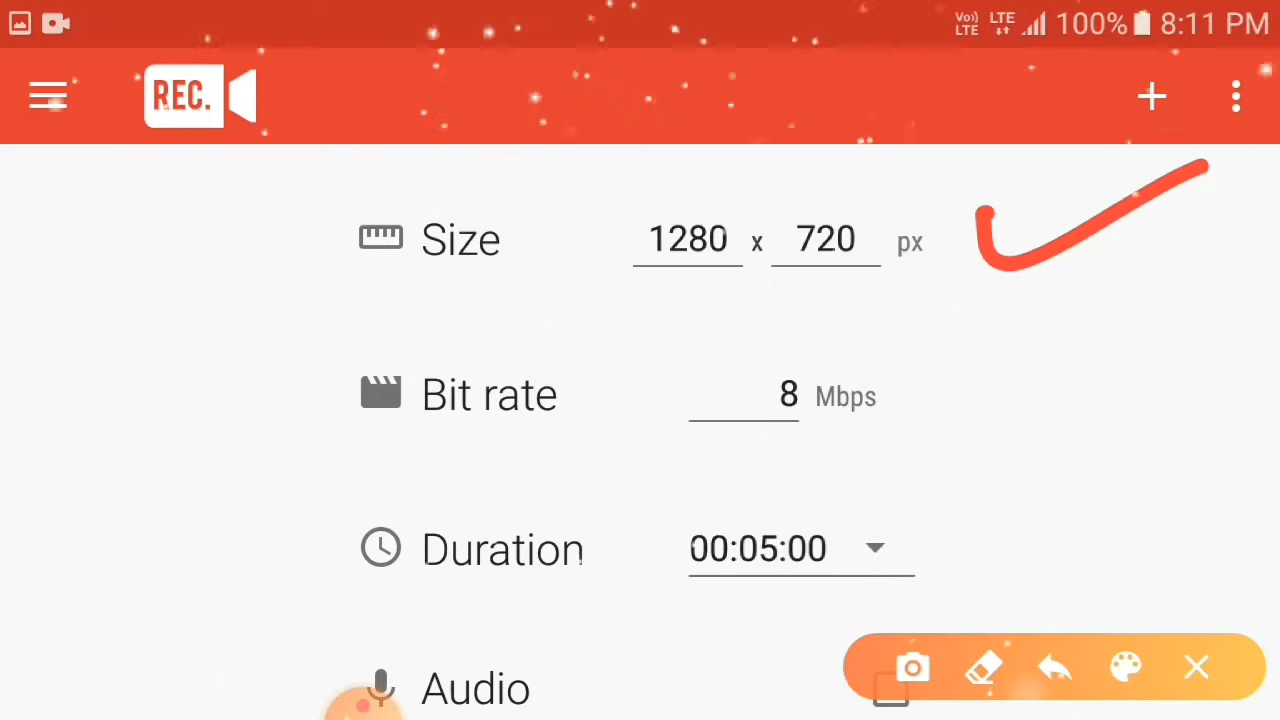 Vo) LTE LTE 100% 8:11 PM
REC.
Size 1280 x 720 px
Bit rate 8 Mbps
Duration 00:05:00
Audio